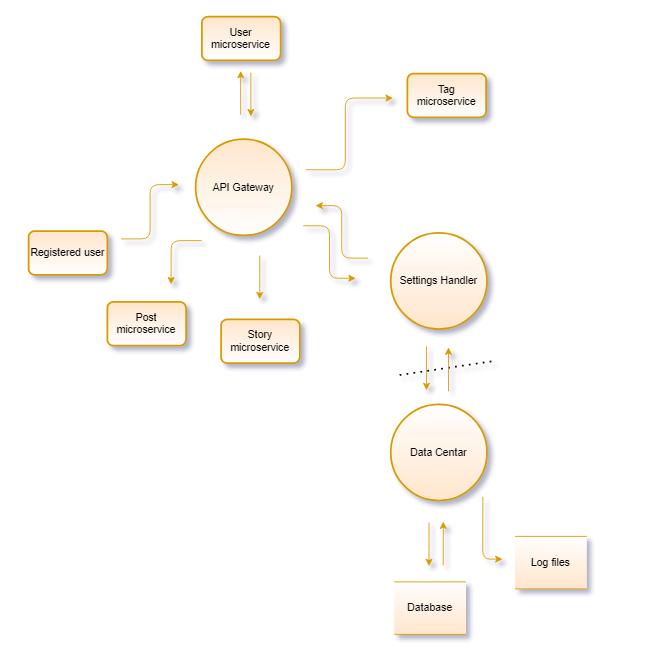 User
microservice
Tag
microservice
API Gateway
Registered user
Settings Handler
Post
microservice
Story
microservice
Data Centar
Log files
Database